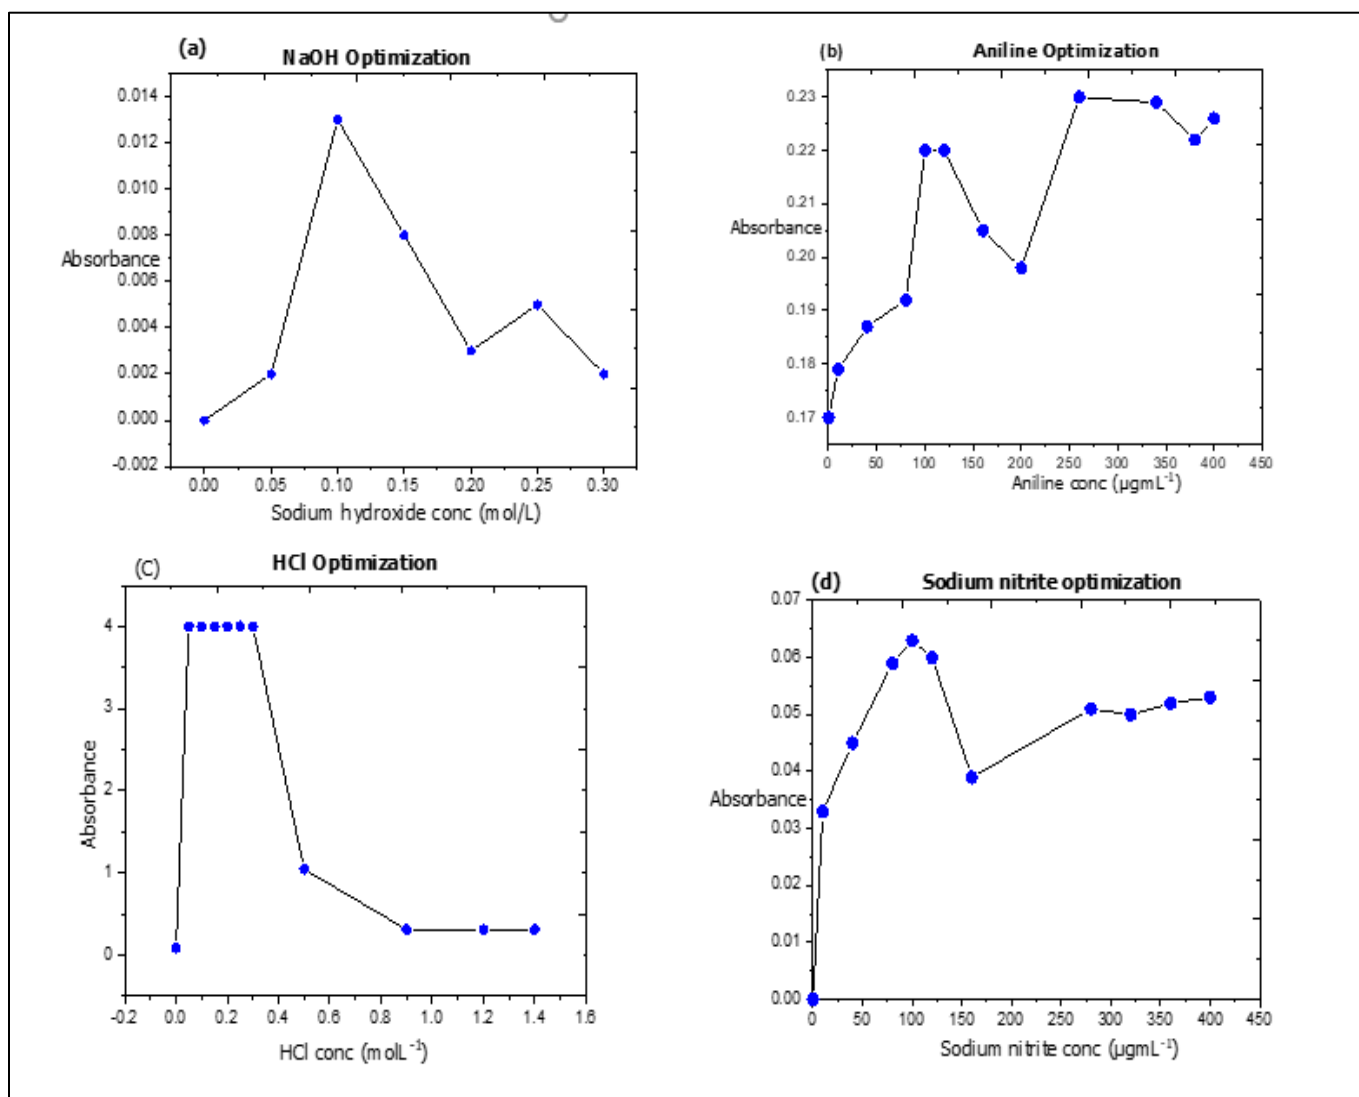 (a)
NaOH Optimization
0.014
0.012
0.010
0.008
Absorbance
0.006
0.004
0.002
0.000
-0.002
0.00 0.05 0.10 0.15 0.20 0.25 0.30
Sodium hydroxide conc (mol/L)
(b)
Aniline Optimization
0.23
0.22
0.21
Absorbance
0.20
0.19
0.18
0.17
0 50 100 150 200 250 300 350 400 450
Aniline conc (µgmL⁻¹)
(C)
HCl Optimization
4
3
2
1
0
Absorbance
-0.2 0.0 0.2 0.4 0.6 0.8 1.0 1.2 1.4 1.6
HCl conc (molL⁻¹)
(d)
Sodium nitrite optimization
0.07
0.06
0.05
0.04
Absorbance
0.03
0.02
0.01
0.00
0 50 100 150 200 250 300 350 400 450
Sodium nitrite conc (µgmL⁻¹)